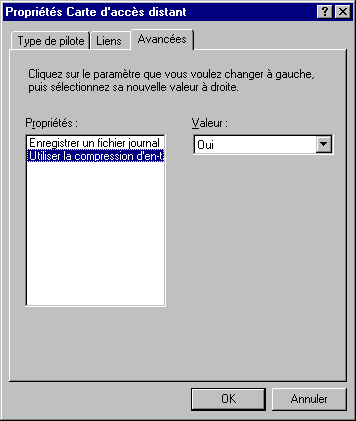 Propriétés Carte d'accès distant
Type de pilote Liens Avancées
Cliquez sur le paramètre que vous voulez changer à gauche,
puis sélectionnez sa nouvelle valeur à droite.
Propriétés : Valeur :
Enregistrer un fichier journal Oui
Utiliser la compression d'en-t
OK Annuler